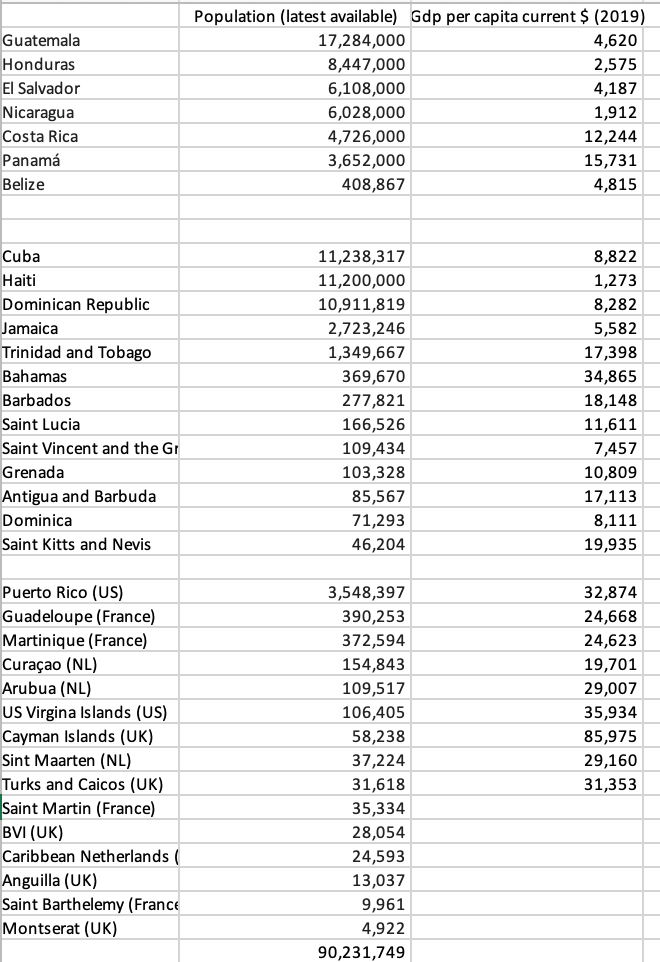 Population (latest available) Gdp per capita current $ (2019)
Guatemala 17,284,000 4,620
Honduras 8,447,000 2,575
El Salvador 6,108,000 4,187
Nicaragua 6,028,000 1,912
Costa Rica 4,726,000 12,244
Panamá 3,652,000 15,731
Belize 408,867 4,815
Cuba 11,238,317 8,822
Haiti 11,200,000 1,273
Dominican Republic 10,911,819 8,282
Jamaica 2,723,246 5,582
Trinidad and Tobago 1,349,667 17,398
Bahamas 369,670 34,865
Barbados 277,821 18,148
Saint Lucia 166,526 11,611
Saint Vincent and the Gr 109,434 7,457
Grenada 103,328 10,809
Antigua and Barbuda 85,567 17,113
Dominica 71,293 8,111
Saint Kitts and Nevis 46,204 19,935
Puerto Rico (US) 3,548,397 32,874
Guadeloupe (France) 390,253 24,668
Martinique (France) 372,594 24,623
Curaçao (NL) 154,843 19,701
Arubua (NL) 109,517 29,007
US Virgina Islands (US) 106,405 35,934
Cayman Islands (UK) 58,238 85,975
Sint Maarten (NL) 37,224 29,160
Turks and Caicos (UK) 31,618 31,353
Saint Martin (France) 35,334
BVI (UK) 28,054
Caribbean Netherlands ( 24,593
Anguilla (UK) 13,037
Saint Barthelemy (France 9,961
Montserat (UK) 4,922
90,231,749